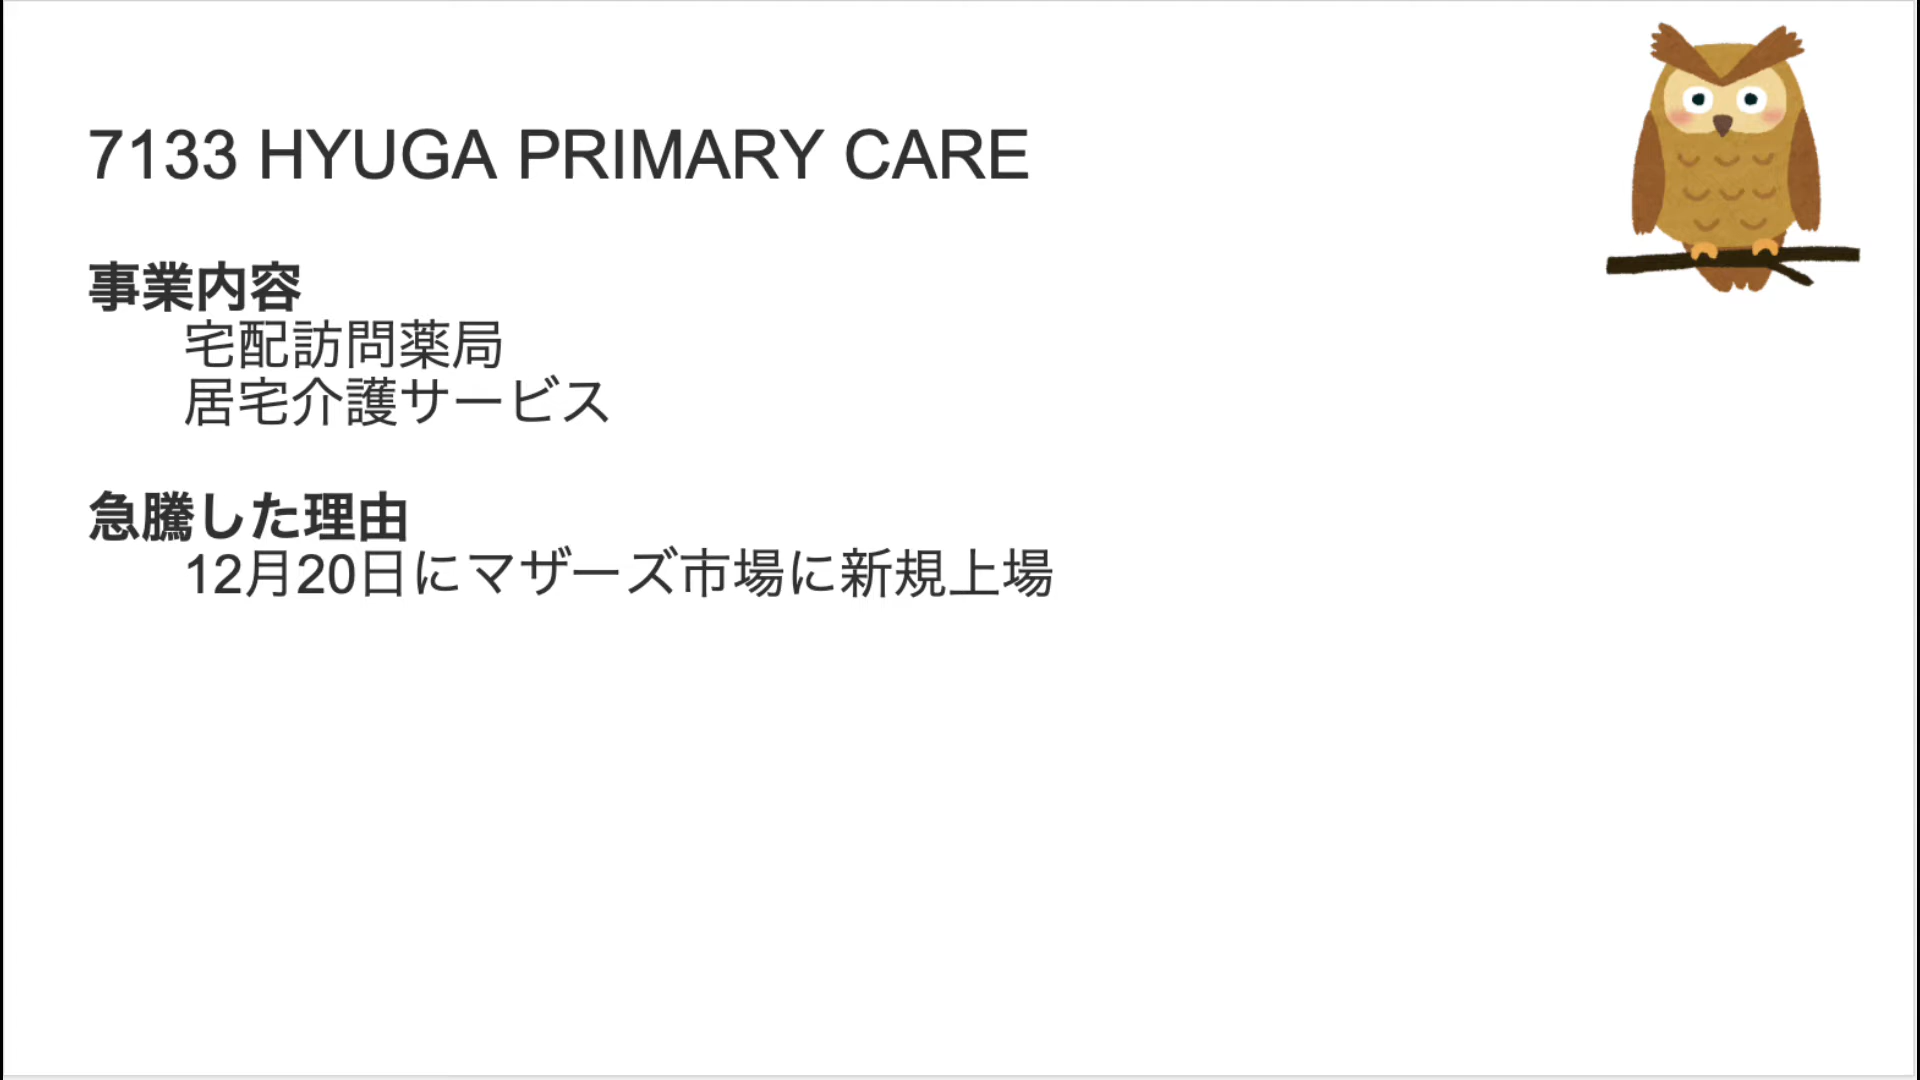 7133 HYUGA PRIMARY CARE
事業内容
宅配訪問薬局
居宅介護サービス
急騰した理由
12月20日にマザーズ市場に新規上場